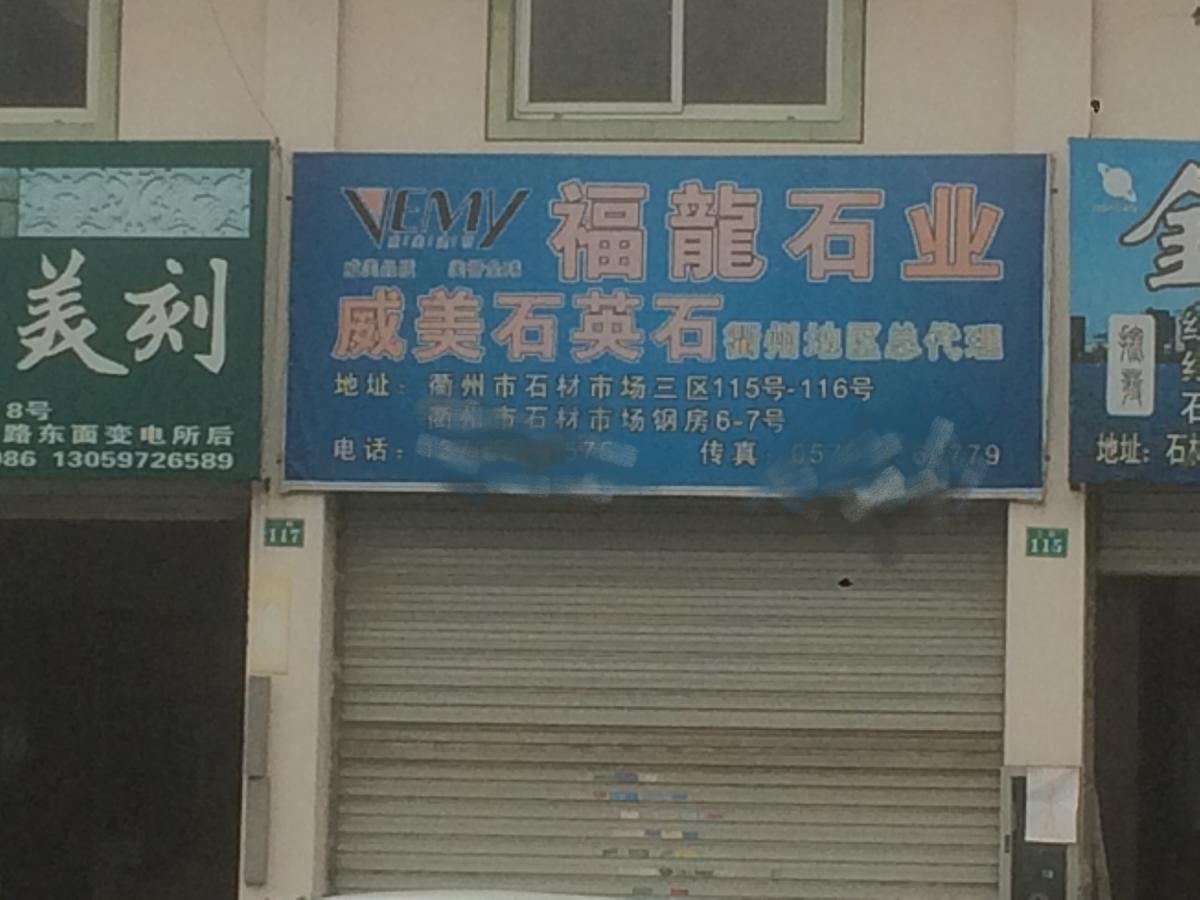 美刻
8号
路东面变电所后
086 13059726589
VEMY
福龍石业
威美石英石衢州地区总代理
地址：衢州市石材市场三区115号-116号
衢州市石材市场钢房6-7号
电话：
传真：
117
115
金
地址：石